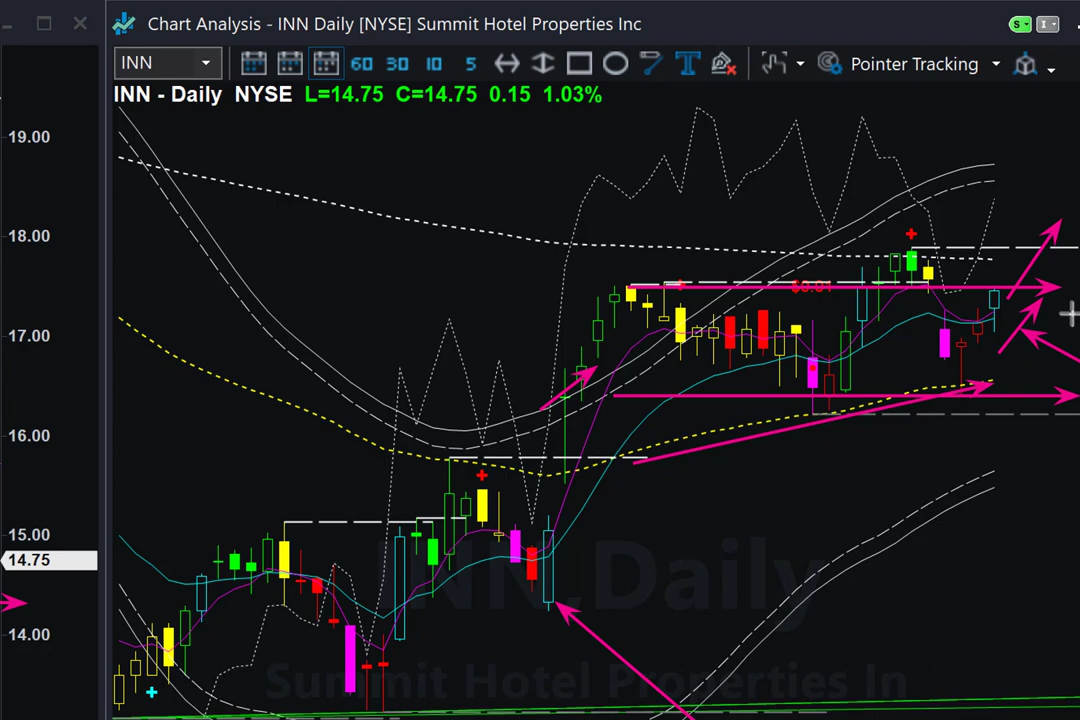 Chart Analysis - INN Daily [NYSE] Summit Hotel Properties Inc
S
I
INN
60 30 10 5 T Pointer Tracking
INN - Daily NYSE L=14.75 C=14.75 0.15 1.03%
19.00
18.00
17.00
16.00
15.00
14.75
14.00
INN,Daily
Summit Hotel Properties In